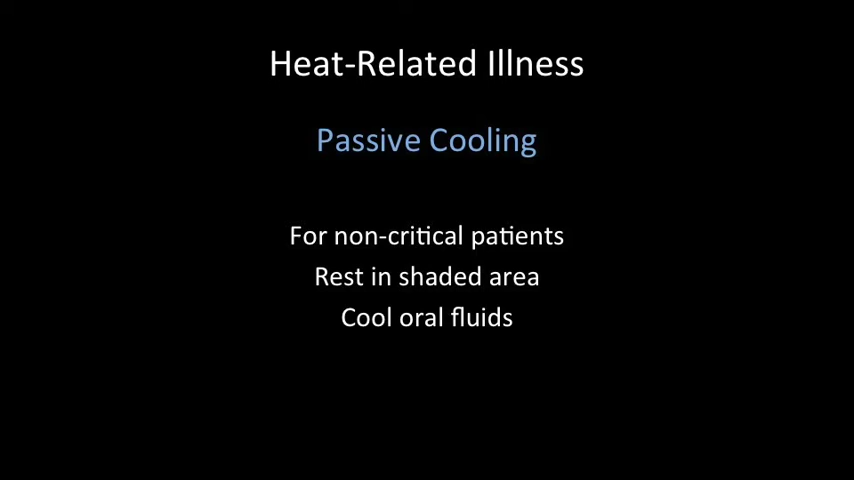 Heat-Related Illness
Passive Cooling
For non-critical patients
Rest in shaded area
Cool oral fluids